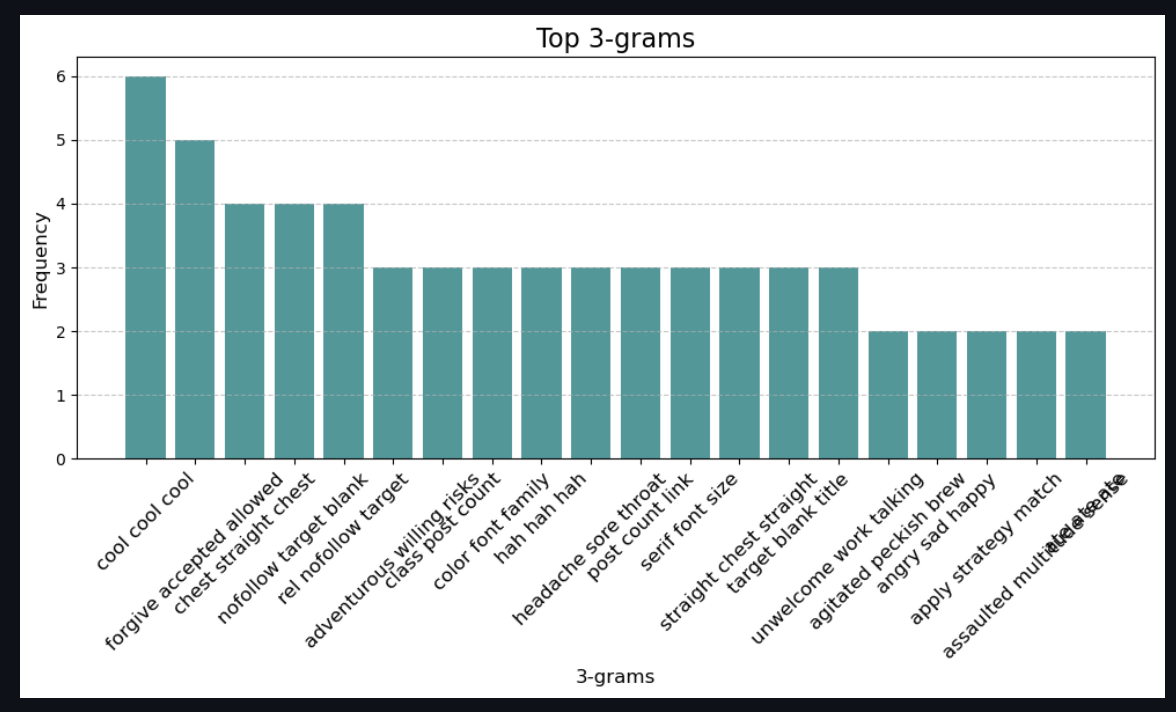 Top 3-grams
Frequency
6
5
4
3
2
1
0
cool cool cool
forgive accepted allowed
chest straight chest
nofollow target blank
rel nofollow target
adventurous willing risks
class post count
color font family
hah hah hah
headache sore throat
post count link
serif font size
straight chest straight
target blank title
unwelcome work talking
agitated peckish brew
angry sad happy
apply strategy match
assaulted multitude sense
3-grams